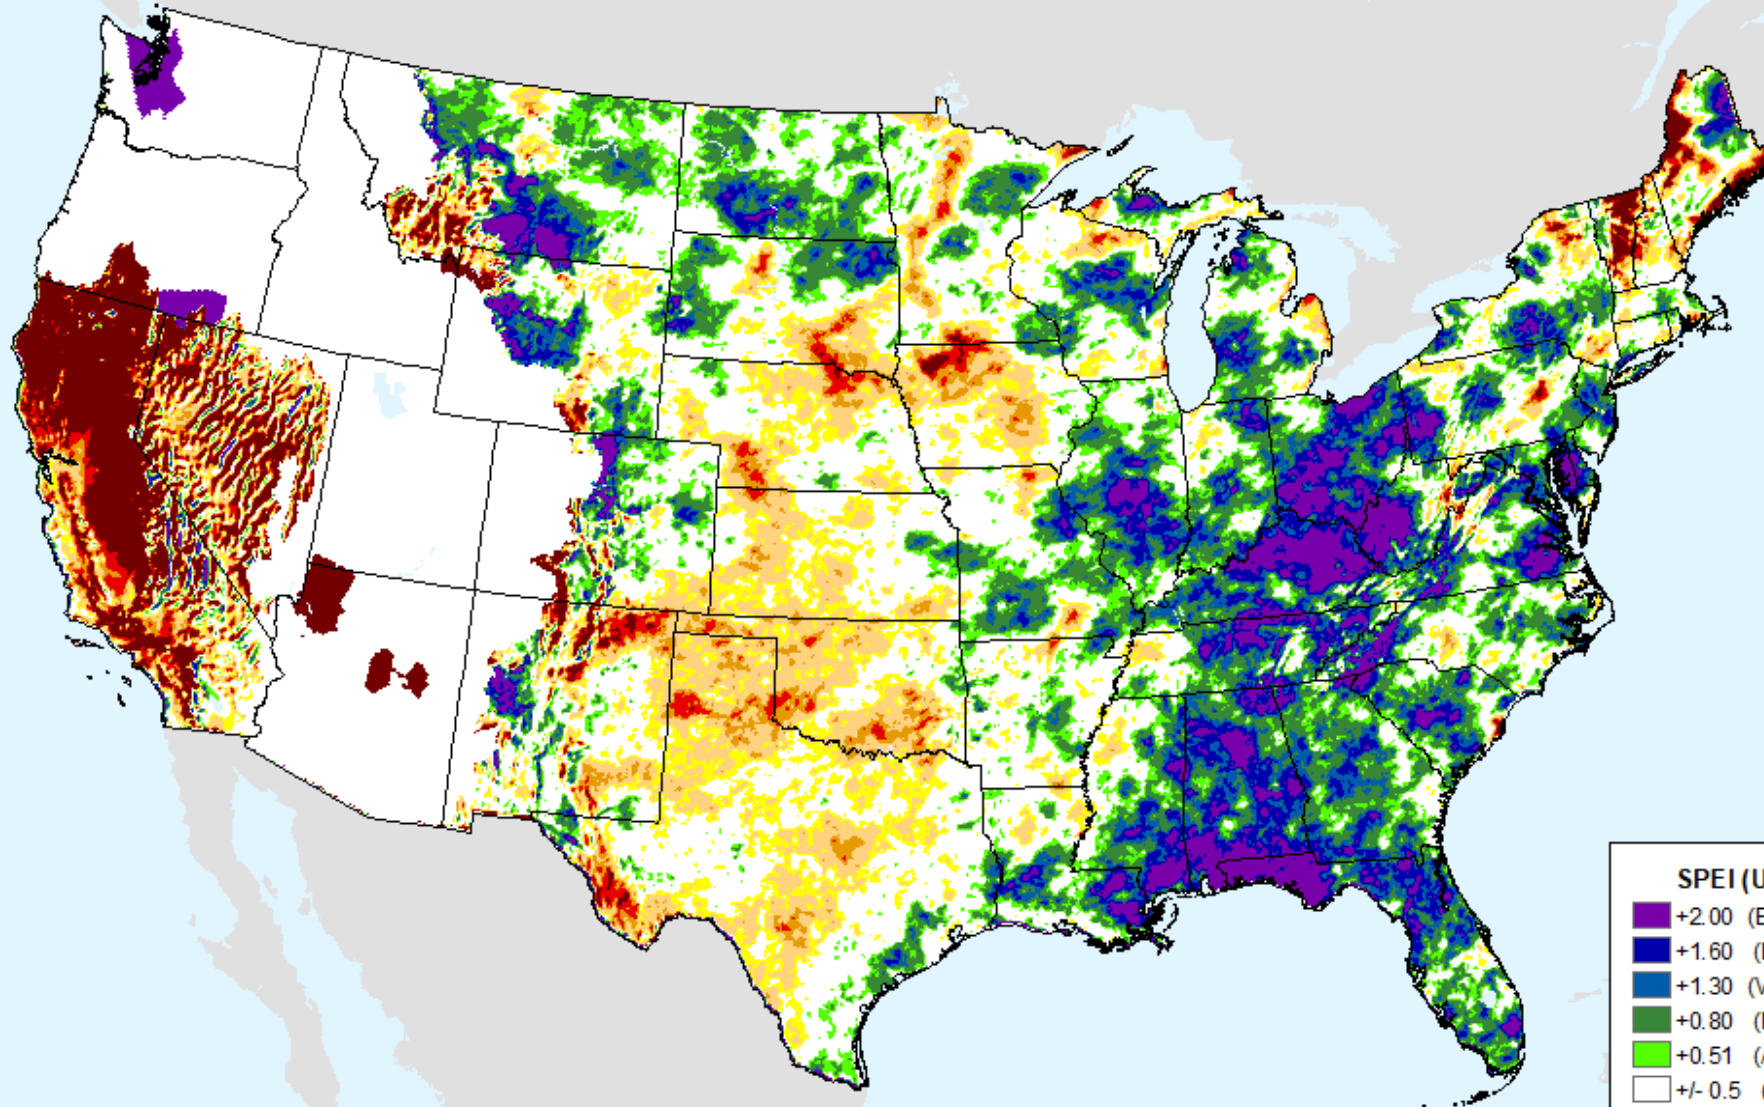 SPEI (U
+2.00 (E
+1.60 (
+1.30 (V
+0.80 (
+0.51 (
+/- 0.5 (